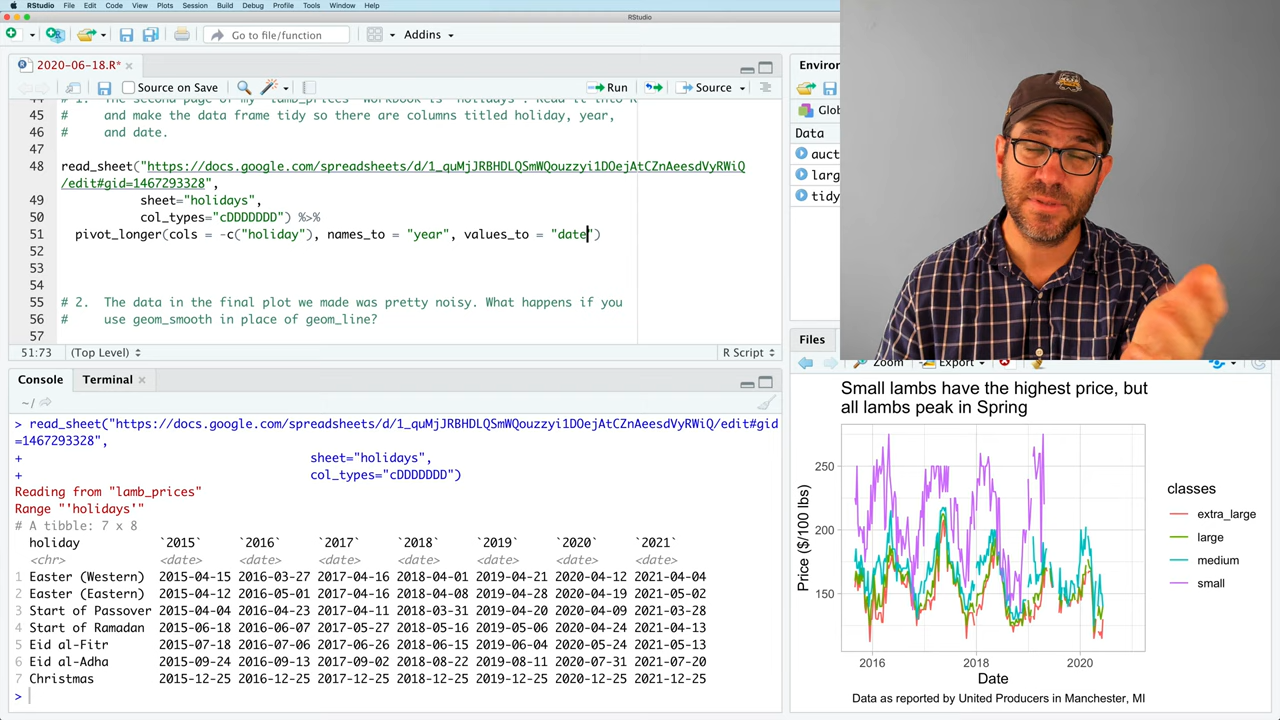 RStudio File Edit Code View Plots Session Build Debug Profile Tools Window Help
RStudio
Go to file/function
Addins
2020-06-18.R*
Source on Save
Run
Source
45 # and make the data frame tidy so there are columns titled holiday, year,
46 # and date.
47
48 read_sheet("https://docs.google.com/spreadsheets/d/1_quMjJRBHDLQSmWQouzzyi1DOejAtCZnAeesdVyRWiQ
/edit#gid=1467293328",
49 sheet="holidays",
50 col_types="cDDDDDDD") %>%
51 pivot_longer(cols = -c("holiday"), names_to = "year", values_to = "date")
52
53
54
55 # 2. The data in the final plot we made was pretty noisy. What happens if you
56 # use geom_smooth in place of geom_line?
57
51:73 (Top Level) R Script
Console Terminal
~/
> read_sheet("https://docs.google.com/spreadsheets/d/1_quMjJRBHDLQSmWQouzzyi1DOejAtCZnAeesdVyRWiQ/edit#gid
=1467293328",
+ sheet="holidays",
+ col_types="cDDDDDDD")
Reading from "lamb_prices"
Range "'holidays'"
# A tibble: 7 x 8
holiday `2015` `2016` `2017` `2018` `2019` `2020` `2021`
<chr> <date> <date> <date> <date> <date> <date> <date>
1 Easter (Western) 2015-04-15 2016-03-27 2017-04-16 2018-04-01 2019-04-21 2020-04-12 2021-04-04
2 Easter (Eastern) 2015-04-12 2016-05-01 2017-04-16 2018-04-08 2019-04-28 2020-04-19 2021-05-02
3 Start of Passover 2015-04-04 2016-04-23 2017-04-11 2018-03-31 2019-04-20 2020-04-09 2021-03-28
4 Start of Ramadan 2015-06-18 2016-06-07 2017-05-27 2018-05-16 2019-05-06 2020-04-24 2021-04-13
5 Eid al-Fitr 2015-07-18 2016-07-06 2017-06-26 2018-06-15 2019-06-04 2020-05-24 2021-05-13
6 Eid al-Adha 2015-09-24 2016-09-13 2017-09-02 2018-08-22 2019-08-11 2020-07-31 2021-07-20
7 Christmas 2015-12-25 2016-12-25 2017-12-25 2018-12-25 2019-12-25 2020-12-25 2021-12-25
>
Environ
Glob
Data
auct
larg
tidy
Files
Zoom Export
Small lambs have the highest price, but
all lambs peak in Spring
Price ($/100 lbs)
250
200
150
2016 2018 2020
Date
classes
extra_large
large
medium
small
Data as reported by United Producers in Manchester, MI